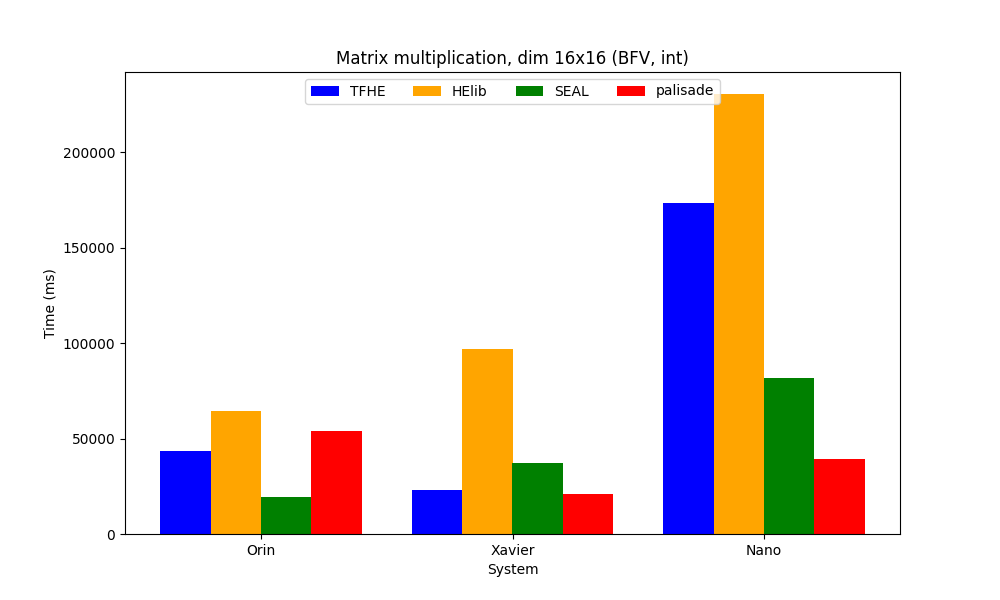 Matrix multiplication, dim 16x16 (BFV, int)
TFHE HElib SEAL palisade
200000
150000
100000
50000
0
Time (ms)
Orin Xavier Nano
System